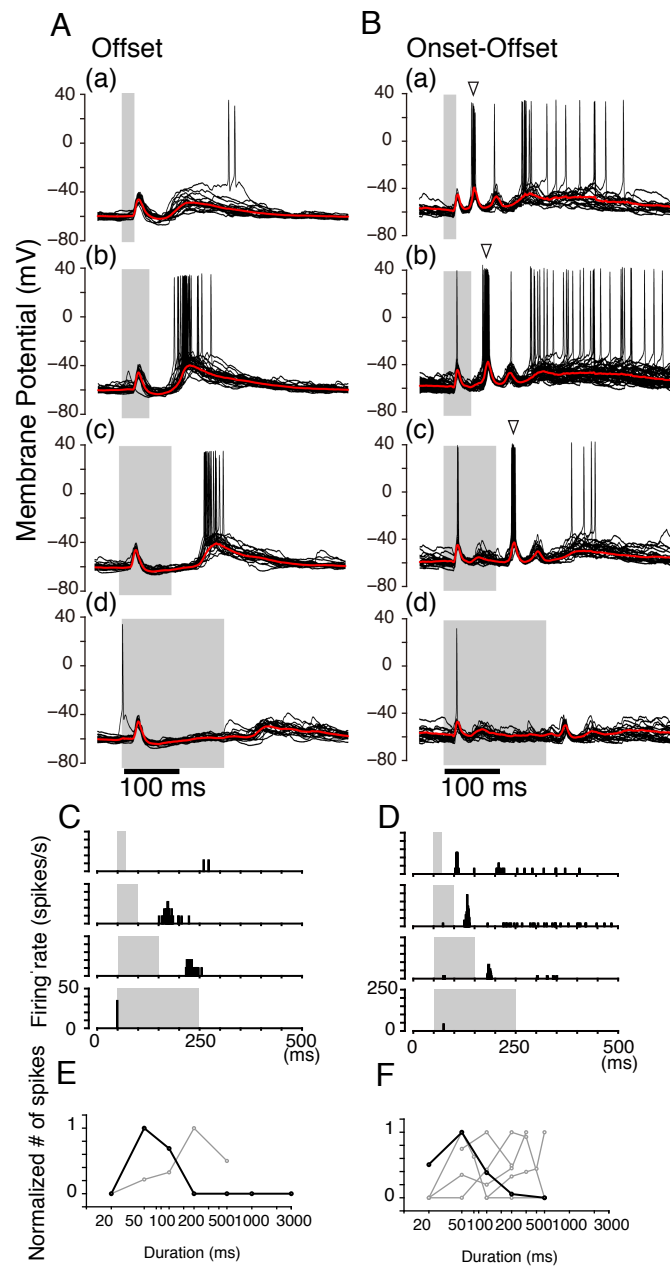 A
B
Offset
Onset-Offset
(a)
(a)
40
0
−40
−80
40
0
−40
−80
(b)
(b)
40
0
−40
−80
40
0
−40
−80
(c)
(c)
40
0
−40
−80
40
0
−40
−80
(d)
(d)
40
0
−40
−80
40
0
−40
−80
Membrane Potential (mV)
100 ms
100 ms
C
D
Firing rate (spikes/s)
50
0
250
0
0 250 500
(ms)
0 250 500
(ms)
E
F
Normalized # of spikes
1
0
1
0
20 50 100 200 500 1000 3000
20 50 100 200 500 1000 3000
Duration (ms)
Duration (ms)